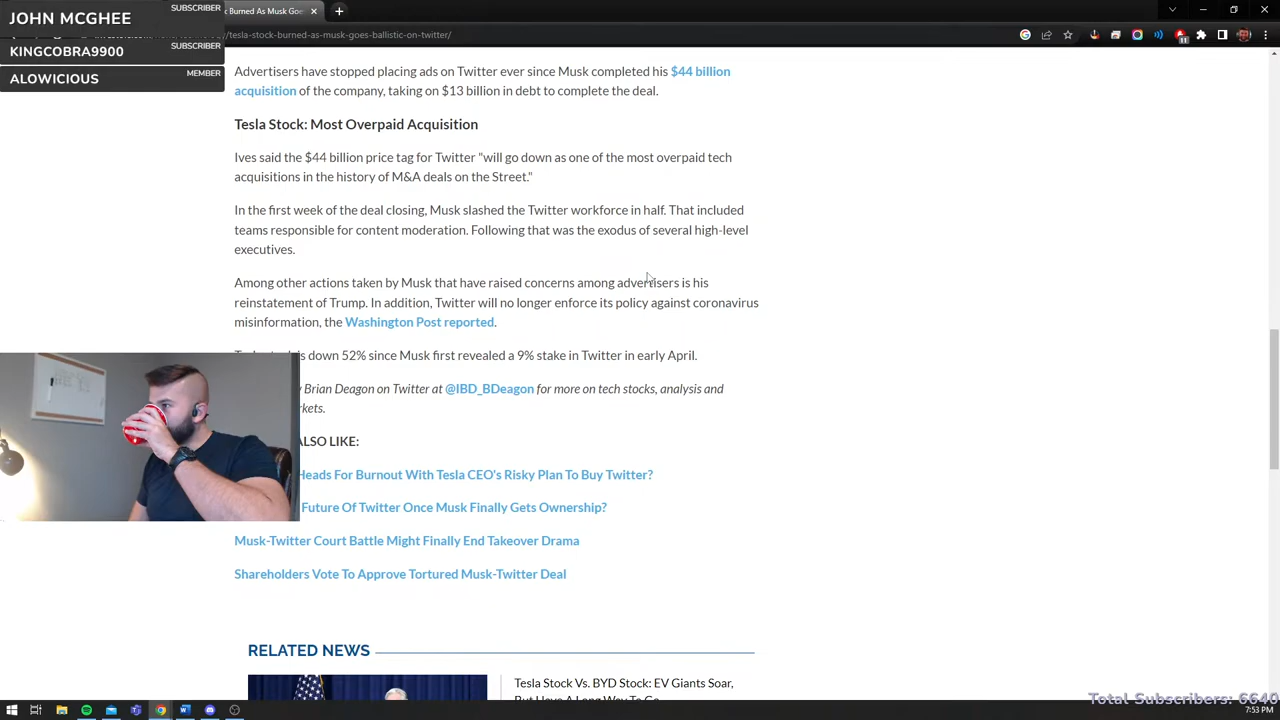 JOHN MCGHEE
SUBSCRIBER
KINGCOBRA9900
SUBSCRIBER
ALOWICIOUS
MEMBER
Burned As Musk Goe
/tesla-stock-burned-as-musk-goes-ballistic-on-twitter/
Advertisers have stopped placing ads on Twitter ever since Musk completed his $44 billion
acquisition of the company, taking on $13 billion in debt to complete the deal.
Tesla Stock: Most Overpaid Acquisition
Ives said the $44 billion price tag for Twitter "will go down as one of the most overpaid tech
acquisitions in the history of M&A deals on the Street."
In the first week of the deal closing, Musk slashed the Twitter workforce in half. That included
teams responsible for content moderation. Following that was the exodus of several high-level
executives.
Among other actions taken by Musk that have raised concerns among advertisers is his
reinstatement of Trump. In addition, Twitter will no longer enforce its policy against coronavirus
misinformation, the Washington Post reported.
is down 52% since Musk first revealed a 9% stake in Twitter in early April.
Brian Deagon on Twitter at @IBD_BDeagon for more on tech stocks, analysis and
ALSO LIKE:
Heads For Burnout With Tesla CEO's Risky Plan To Buy Twitter?
Future Of Twitter Once Musk Finally Gets Ownership?
Musk-Twitter Court Battle Might Finally End Takeover Drama
Shareholders Vote To Approve Tortured Musk-Twitter Deal
RELATED NEWS
Tesla Stock Vs. BYD Stock: EV Giants Soar,
But Have A Long Way To Go
Total Subscribers: 6640
7:53 PM